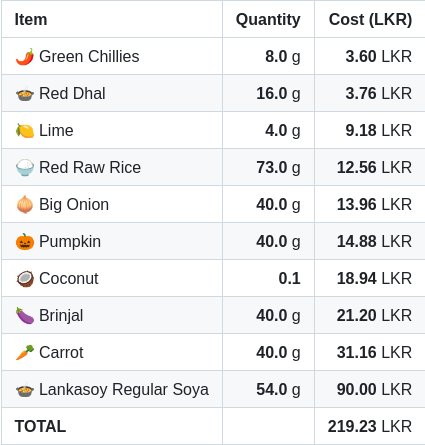 Item Quantity Cost (LKR)
🌶️ Green Chillies 8.0 g 3.60 LKR
🍲 Red Dhal 16.0 g 3.76 LKR
🍋 Lime 4.0 g 9.18 LKR
🍚 Red Raw Rice 73.0 g 12.56 LKR
🧅 Big Onion 40.0 g 13.96 LKR
🎃 Pumpkin 40.0 g 14.88 LKR
🥥 Coconut 0.1 18.94 LKR
🍆 Brinjal 40.0 g 21.20 LKR
🥕 Carrot 40.0 g 31.16 LKR
🍲 Lankasoy Regular Soya 54.0 g 90.00 LKR
TOTAL 219.23 LKR